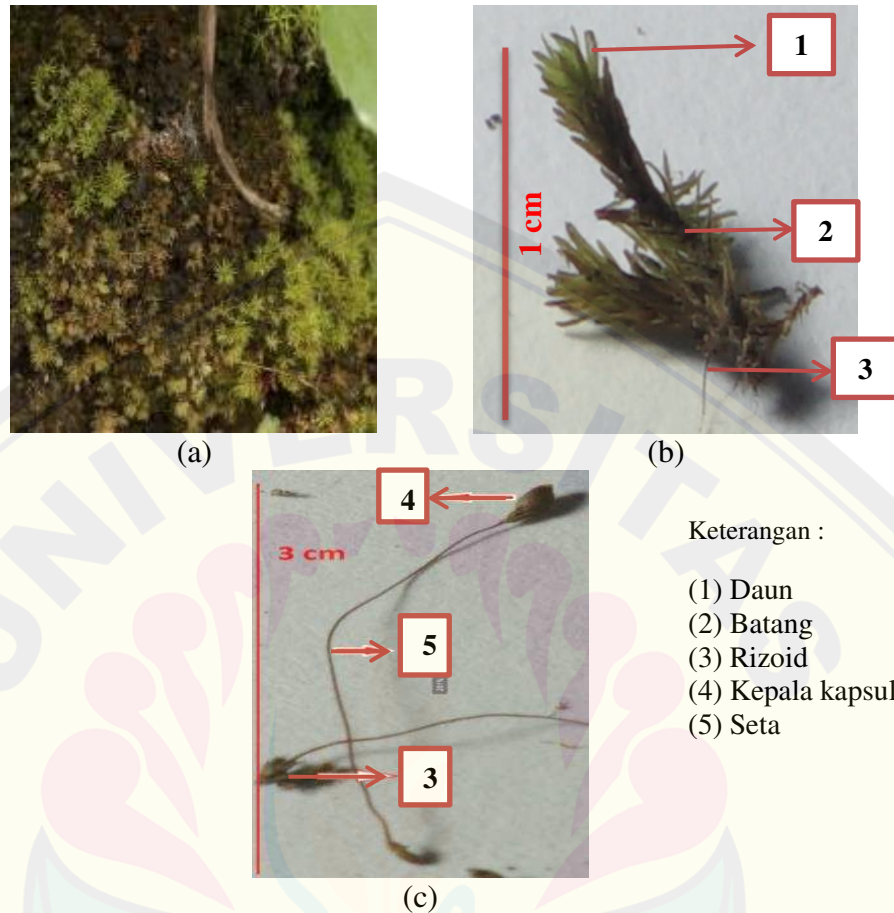 1
1 cm
2
3
(a)
(b)
UNIVERSITAS
4
3 cm
5
3
Keterangan :
(1) Daun
(2) Batang
(3) Rizoid
(4) Kepala kapsul
(5) Seta
(c)